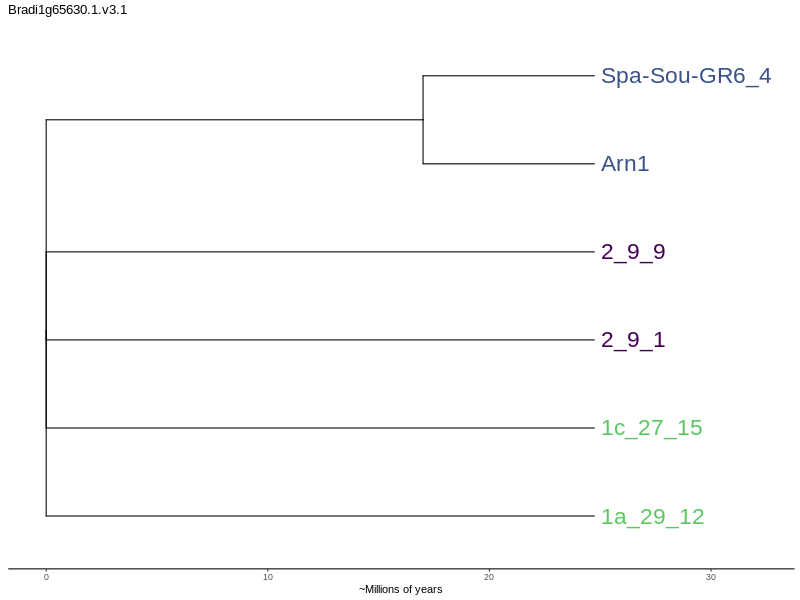 Bradi1g65630.1.v3.1
Spa-Sou-GR6_4
Arn1
2_9_9
2_9_1
1c_27_15
1a_29_12
0 10 20 30
~Millions of years